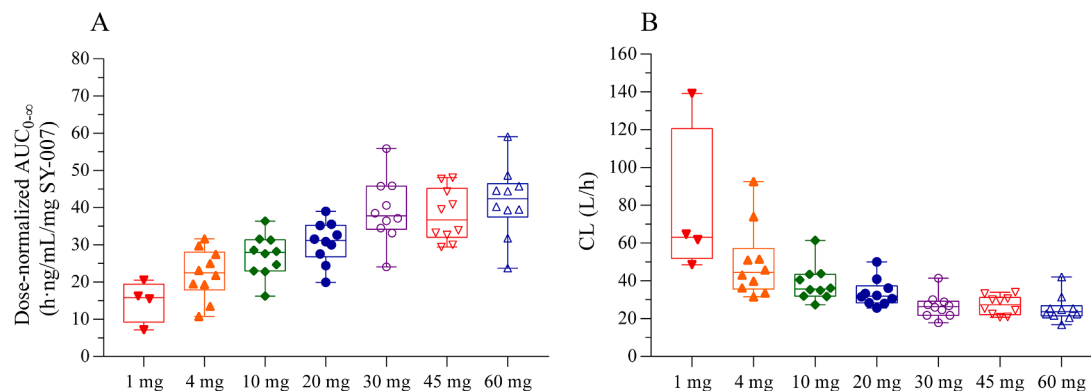 A
Dose-normalized AUC0-∞
(h·ng/mL/mg SY-007)
80
70
60
50
40
30
20
10
0
1 mg 4 mg 10 mg 20 mg 30 mg 45 mg 60 mg
B
CL (L/h)
160
140
120
100
80
60
40
20
0
1 mg 4 mg 10 mg 20 mg 30 mg 45 mg 60 mg